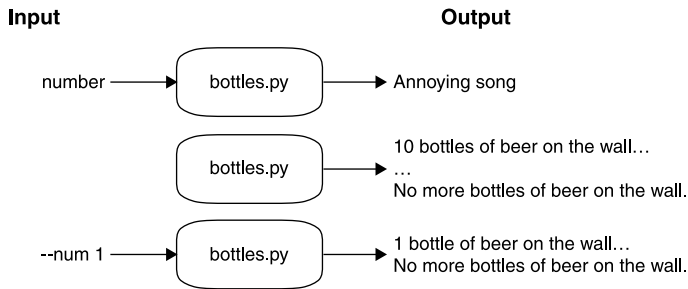 Input Output
number bottles.py Annoying song
bottles.py
10 bottles of beer on the wall…
…
No more bottles of beer on the wall.
--num 1 bottles.py
1 bottle of beer on the wall…
No more bottles of beer on the wall.